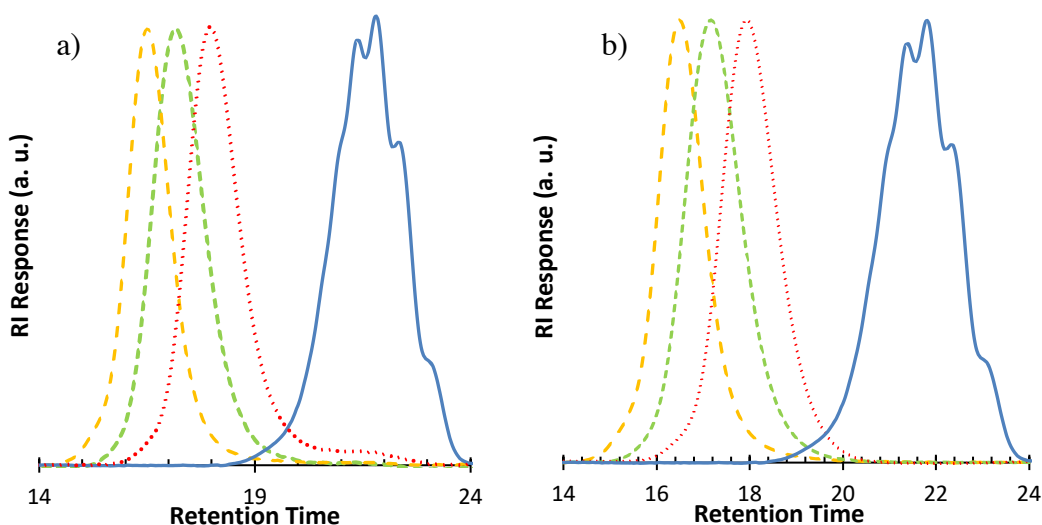 a)
RI Response (a. u.)
14
19
24
Retention Time
b)
RI Response (a. u.)
14
16
18
20
22
24
Retention Time